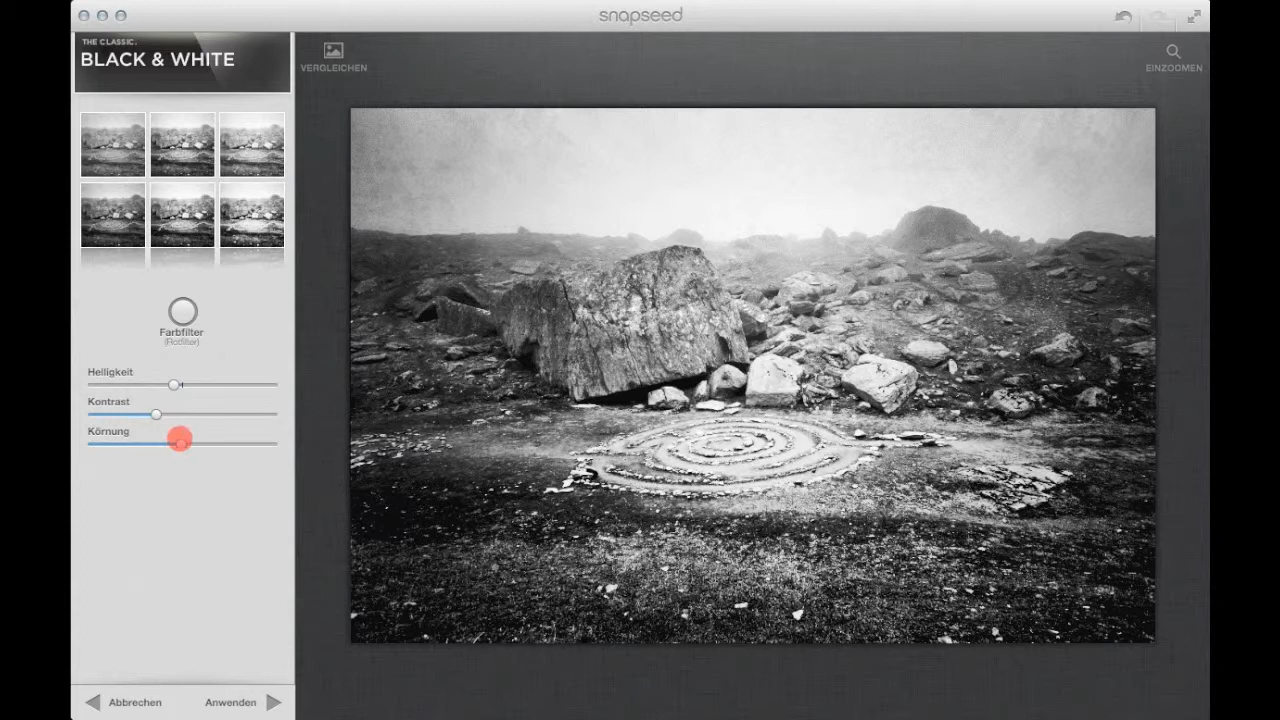 snapseed
THE CLASSIC.
BLACK & WHITE
VERGLEICHEN
EINZOOMEN
Farbfilter
(Rotfilter)
Helligkeit
Kontrast
Körnung
Abbrechen
Anwenden